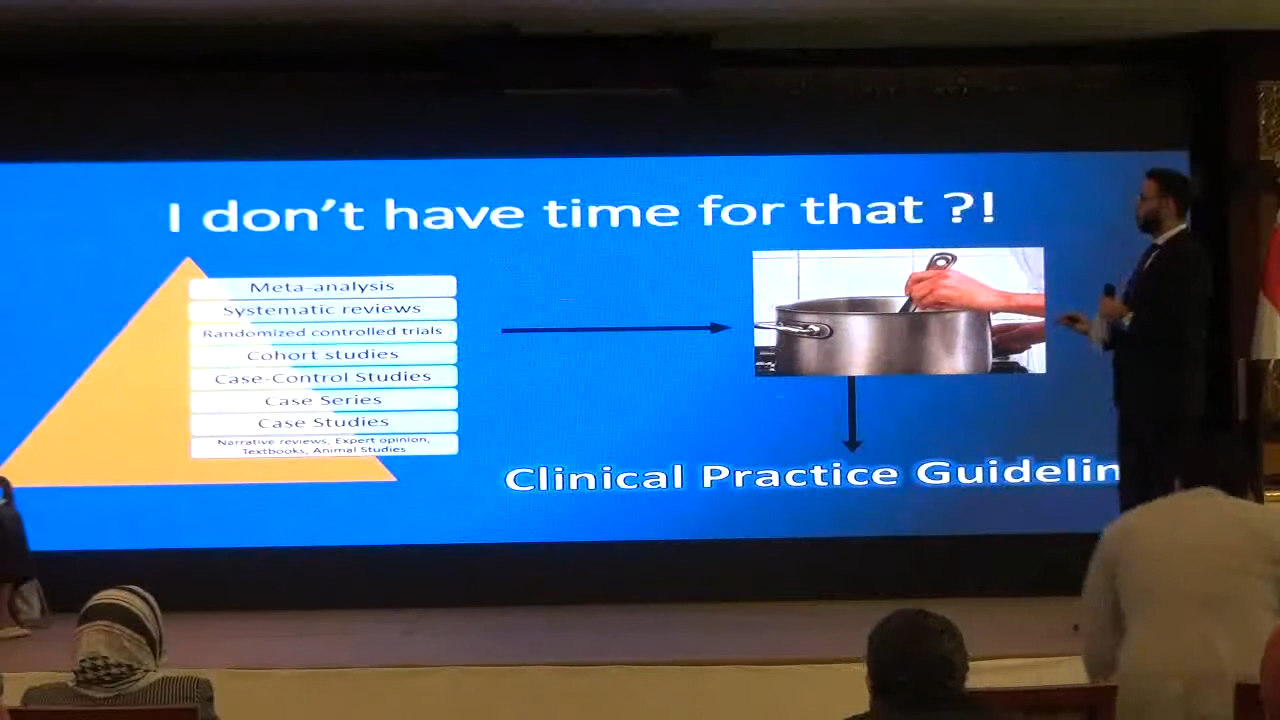 I don't have time for that ?!
Meta-analysis
Systematic reviews
Randomized controlled trials
Cohort studies
Case-Control Studies
Case Series
Case Studies
Narrative reviews, Expert opinion,
Textbooks, Animal Studies
Clinical Practice Guidelin